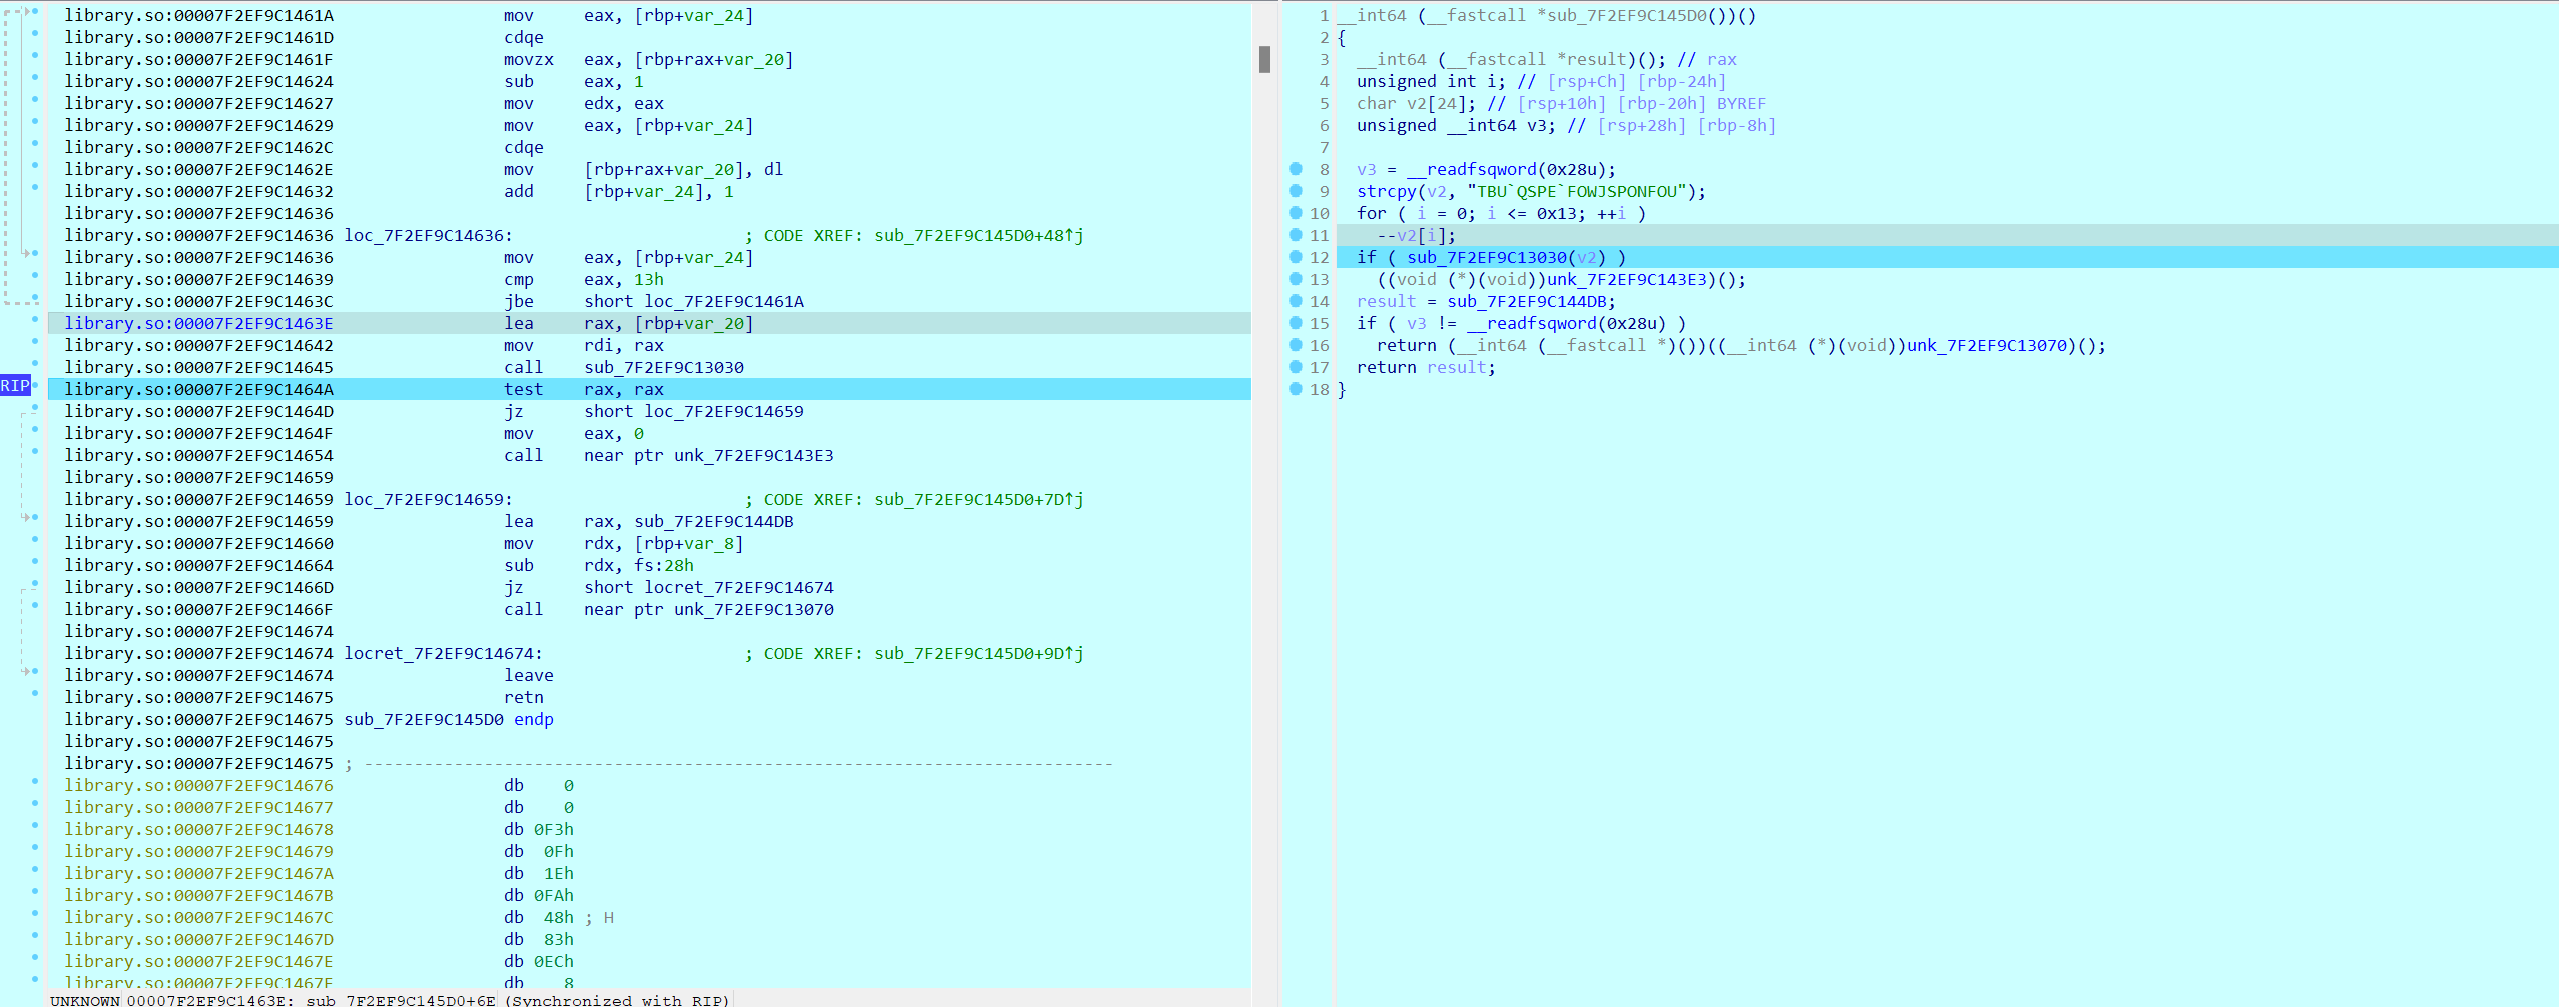 library.so:00007F2EF9C1461A mov eax, [rbp+var_24]
library.so:00007F2EF9C1461D cdqe
library.so:00007F2EF9C1461F movzx eax, [rbp+rax+var_20]
library.so:00007F2EF9C14624 sub eax, 1
library.so:00007F2EF9C14627 mov edx, eax
library.so:00007F2EF9C14629 mov eax, [rbp+var_24]
library.so:00007F2EF9C1462C cdqe
library.so:00007F2EF9C1462E mov [rbp+rax+var_20], dl
library.so:00007F2EF9C14632 add [rbp+var_24], 1
library.so:00007F2EF9C14636
library.so:00007F2EF9C14636 loc_7F2EF9C14636: ; CODE XREF: sub_7F2EF9C145D0+48↑j
library.so:00007F2EF9C14636 mov eax, [rbp+var_24]
library.so:00007F2EF9C14639 cmp eax, 13h
library.so:00007F2EF9C1463C jbe short loc_7F2EF9C1461A
library.so:00007F2EF9C1463E lea rax, [rbp+var_20]
library.so:00007F2EF9C14642 mov rdi, rax
library.so:00007F2EF9C14645 call sub_7F2EF9C13030
RIP library.so:00007F2EF9C1464A test rax, rax
library.so:00007F2EF9C1464D jz short loc_7F2EF9C14659
library.so:00007F2EF9C1464F mov eax, 0
library.so:00007F2EF9C14654 call near ptr unk_7F2EF9C143E3
library.so:00007F2EF9C14659
library.so:00007F2EF9C14659 loc_7F2EF9C14659: ; CODE XREF: sub_7F2EF9C145D0+7D↑j
library.so:00007F2EF9C14659 lea rax, sub_7F2EF9C144DB
library.so:00007F2EF9C14660 mov rdx, [rbp+var_8]
library.so:00007F2EF9C14664 sub rdx, fs:28h
library.so:00007F2EF9C1466D jz short locret_7F2EF9C14674
library.so:00007F2EF9C1466F call near ptr unk_7F2EF9C13070
library.so:00007F2EF9C14674
library.so:00007F2EF9C14674 locret_7F2EF9C14674: ; CODE XREF: sub_7F2EF9C145D0+9D↑j
library.so:00007F2EF9C14674 leave
library.so:00007F2EF9C14675 retn
library.so:00007F2EF9C14675 sub_7F2EF9C145D0 endp
library.so:00007F2EF9C14675
library.so:00007F2EF9C14675 ; ---------------------------------------------------------------------------
library.so:00007F2EF9C14676 db 0
library.so:00007F2EF9C14677 db 0
library.so:00007F2EF9C14678 db 0F3h
library.so:00007F2EF9C14679 db 0Fh
library.so:00007F2EF9C1467A db 1Eh
library.so:00007F2EF9C1467B db 0FAh
library.so:00007F2EF9C1467C db 48h ; H
library.so:00007F2EF9C1467D db 83h
library.so:00007F2EF9C1467E db 0ECh
library.so:00007F2EF9C1467F db 8
UNKNOWN 00007F2EF9C1463E: sub_7F2EF9C145D0+6E (Synchronized with RIP)
1 __int64 (__fastcall *sub_7F2EF9C145D0())()
2 {
3 __int64 (__fastcall *result)(); // rax
4 unsigned int i; // [rsp+Ch] [rbp-24h]
5 char v2[24]; // [rsp+10h] [rbp-20h] BYREF
6 unsigned __int64 v3; // [rsp+28h] [rbp-8h]
7
8 v3 = __readfsqword(0x28u);
9 strcpy(v2, "TBU`QSPE`FOWJSPONFOU");
10 for ( i = 0; i <= 0x13; ++i )
11 --v2[i];
12 if ( sub_7F2EF9C13030(v2) )
13 ((void (*)(void))unk_7F2EF9C143E3)();
14 result = sub_7F2EF9C144DB;
15 if ( v3 != __readfsqword(0x28u) )
16 return (__int64 (__fastcall *)())((__int64 (*)(void))unk_7F2EF9C13070)();
17 return result;
18 }